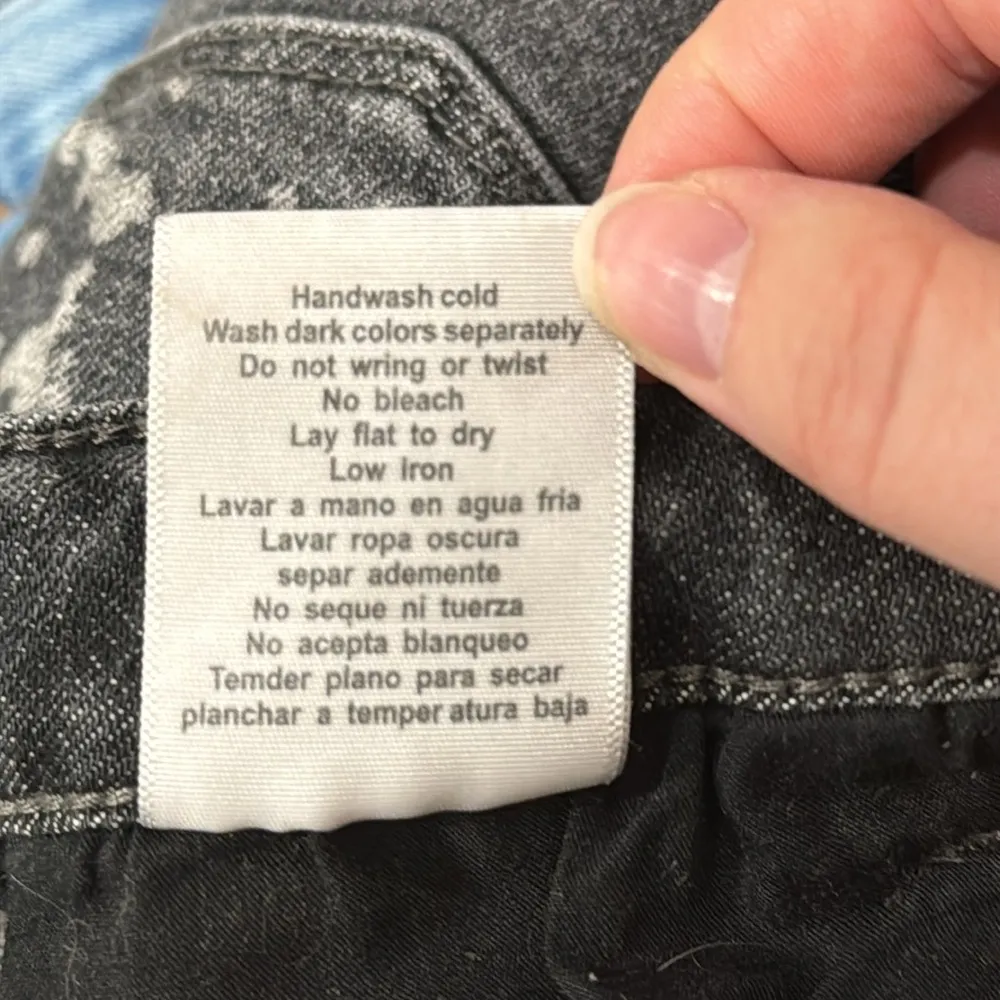 Handwash cold
Wash dark colors separately
Do not wring or twist
No bleach
Lay flat to dry
Low iron
Lavar a mano en agua fria
Lavar ropa oscura
separ ademente
No seque ni tuerza
No acepta blanqueo
Temder plano para secar
planchar a temper atura baja